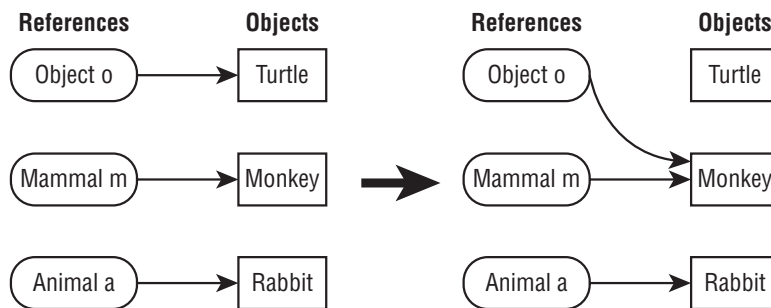 References Objects References Objects
Object o Turtle Object o Turtle
Mammal m Monkey Mammal m Monkey
Animal a Rabbit Animal a Rabbit